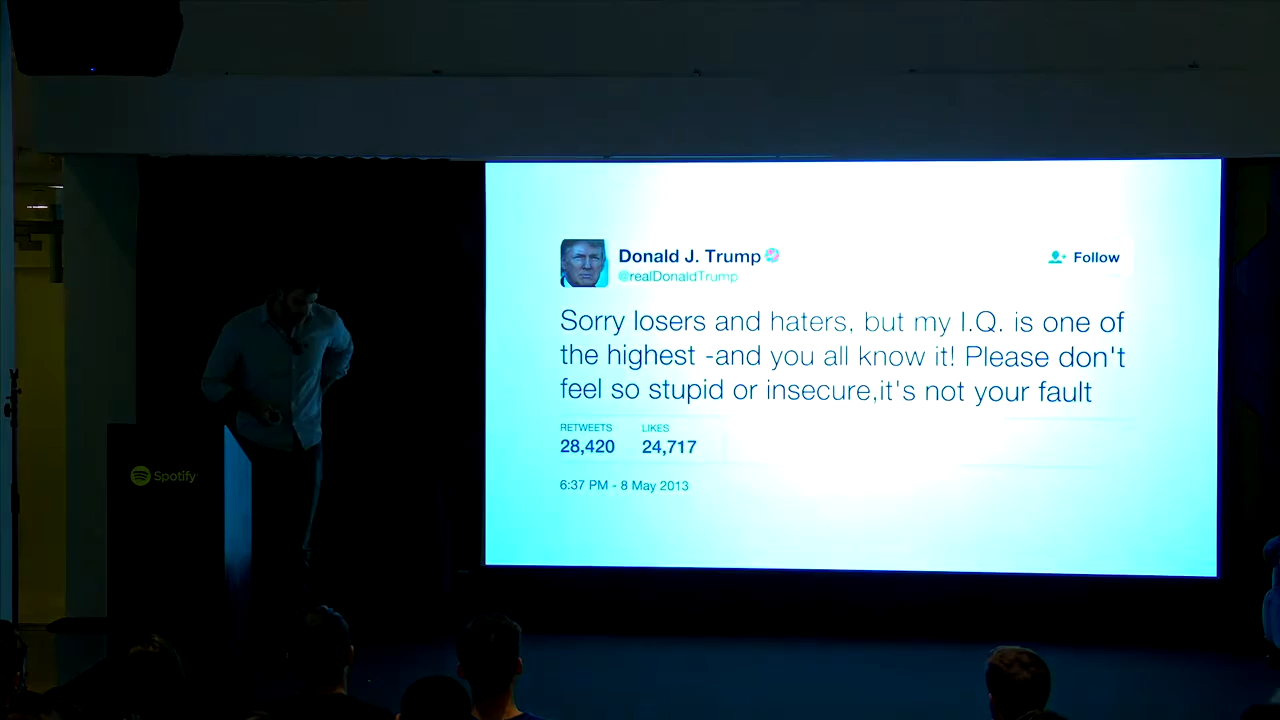 Donald J. Trump
@realDonaldTrump
Follow
Sorry losers and haters, but my I.Q. is one of
the highest -and you all know it! Please don't
feel so stupid or insecure,it's not your fault
RETWEETS LIKES
28,420 24,717
6:37 PM - 8 May 2013
Spotify